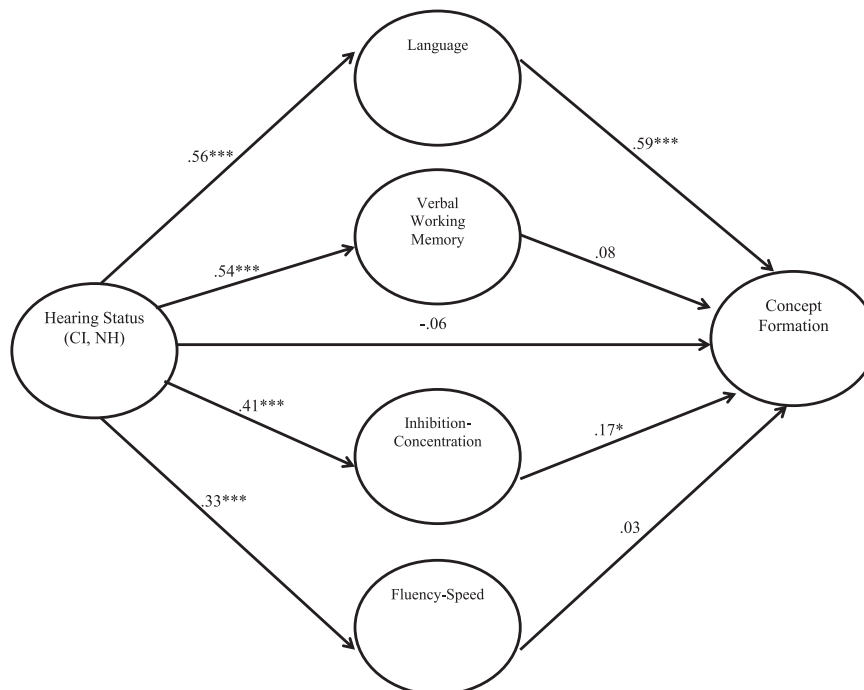 Language
.56***
.59***
Verbal
Working
Memory
.54***
.08
Hearing Status
(CI, NH)
-.06
Concept
Formation
.41***
Inhibition-
Concentration
.17*
.33***
.03
Fluency-Speed